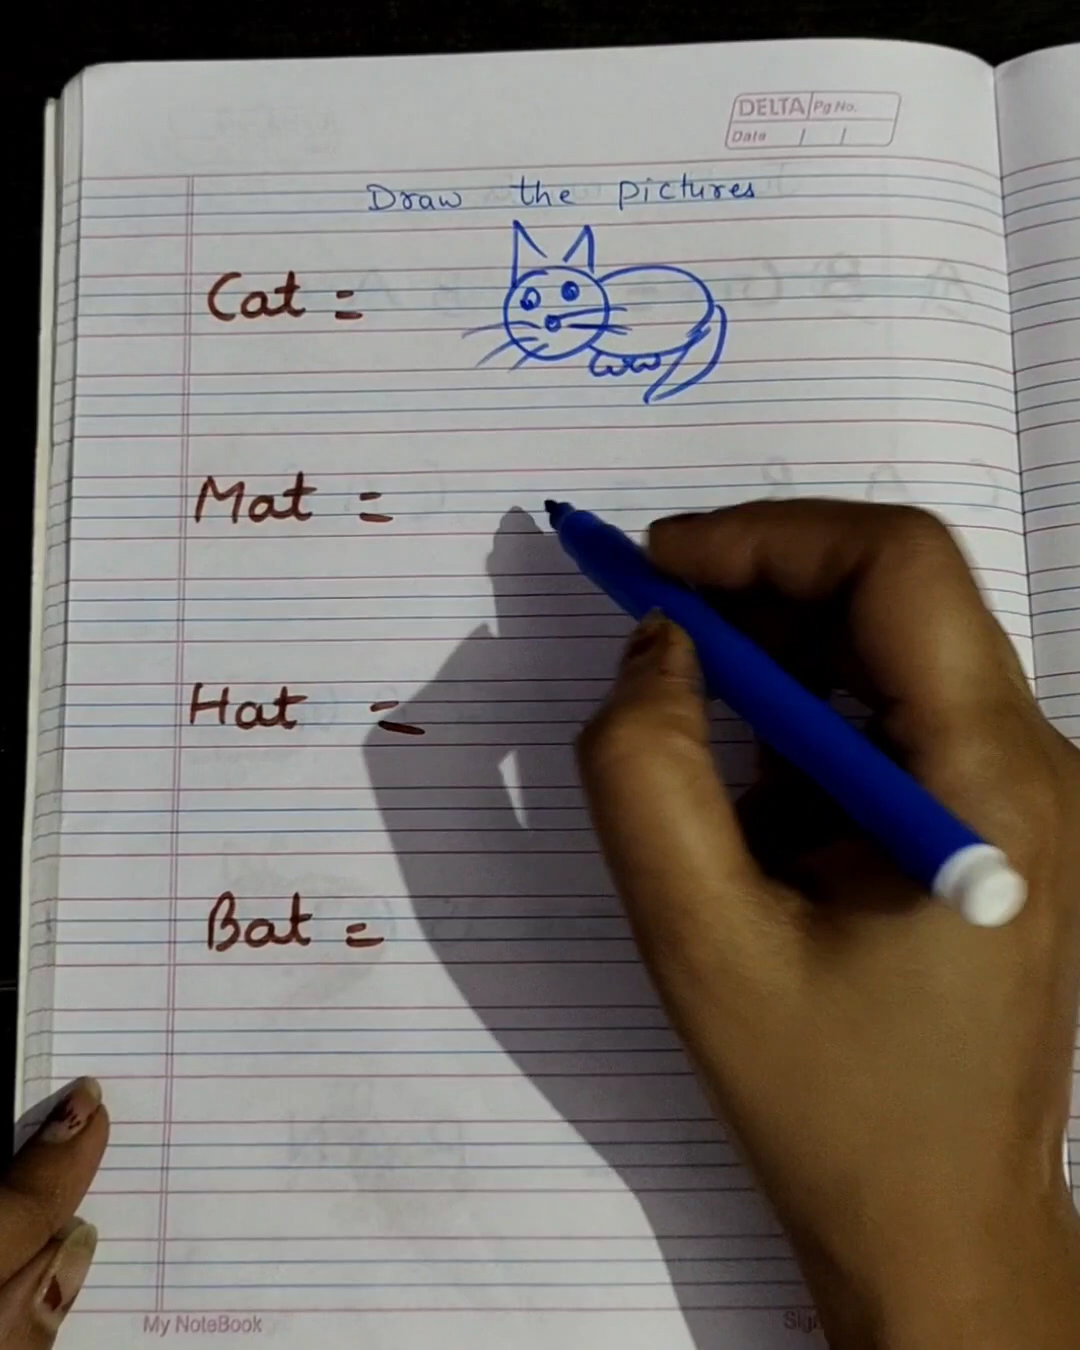 DELTA Pg No.
Date / /
Draw the pictures
Cat =
Mat =
Hat =
Bat =
My NoteBook